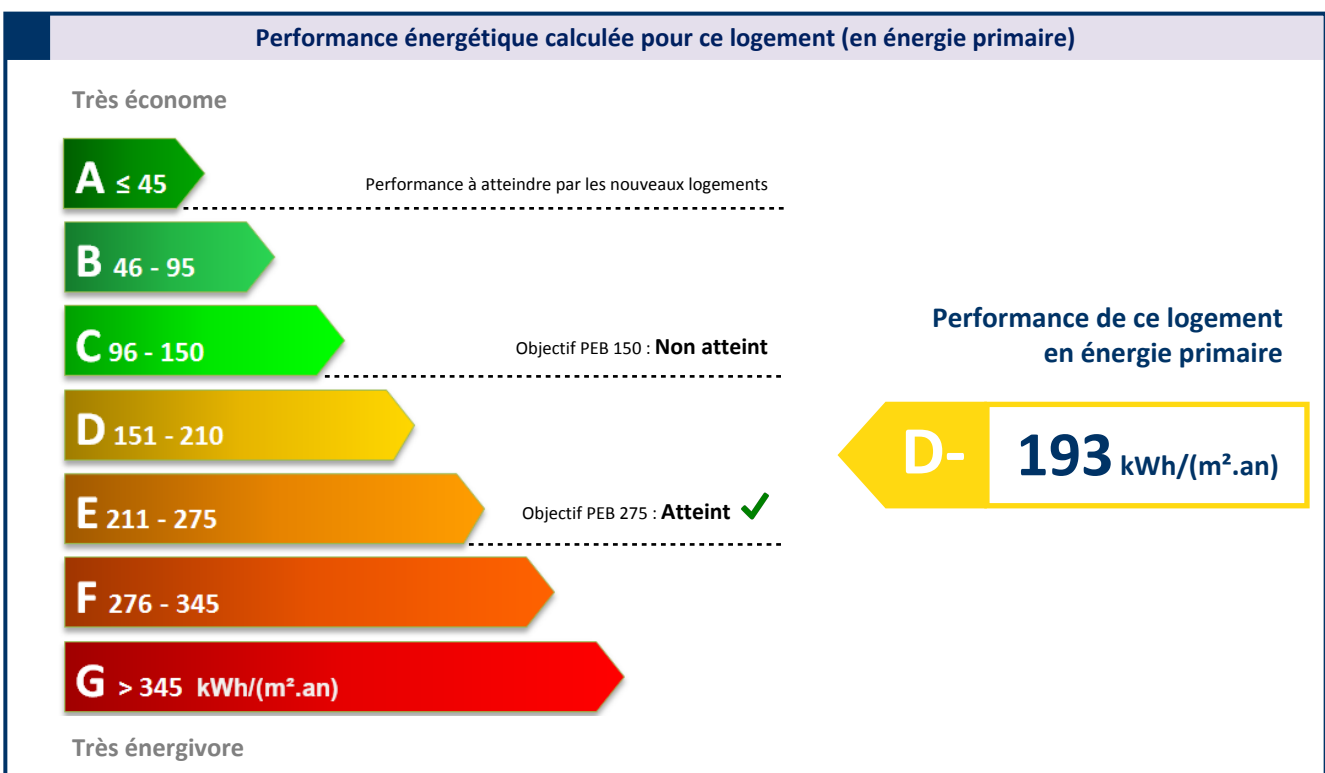 Performance énergétique calculée pour ce logement (en énergie primaire)
Très économe
A ≤ 45
Performance à atteindre par les nouveaux logements
B 46 - 95
C 96 - 150
Objectif PEB 150 : Non atteint
Performance de ce logement
en énergie primaire
D 151 - 210
D- 193 kWh/(m².an)
E 211 - 275
Objectif PEB 275 : Atteint ✓
F 276 - 345
G > 345 kWh/(m².an)
Très énergivore